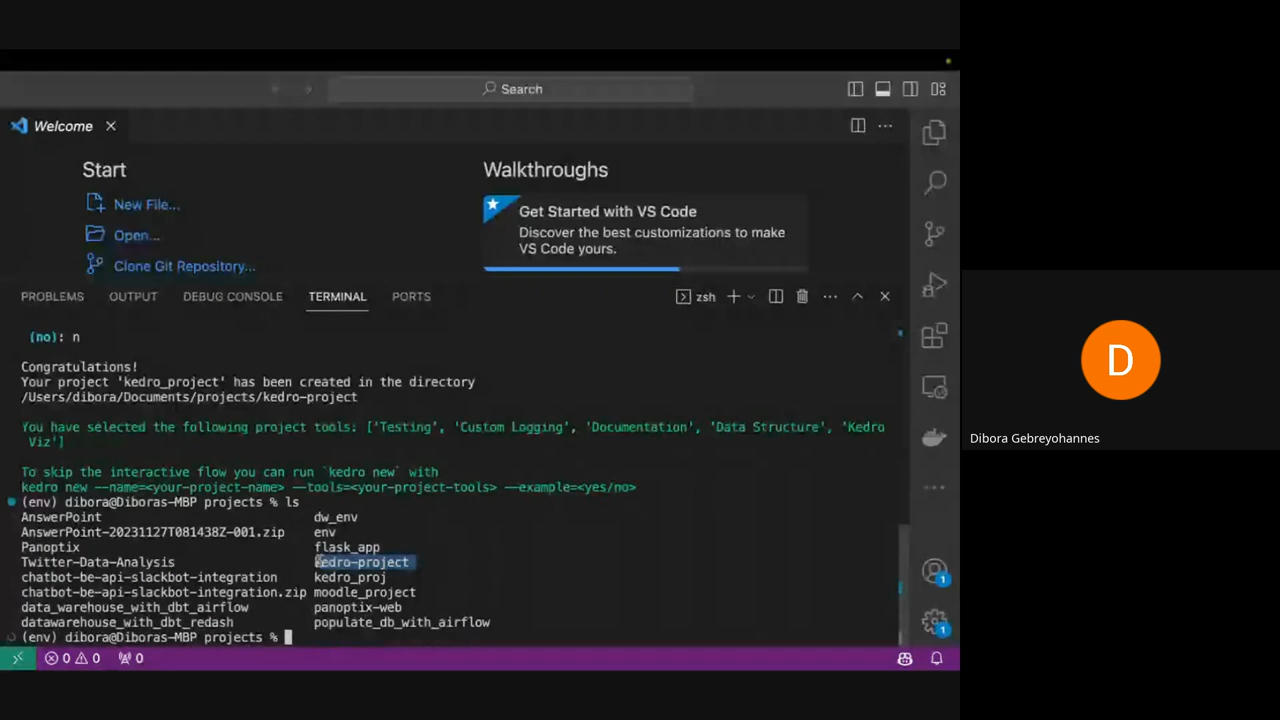 Search
Welcome
Start
Walkthroughs
New File...
Open...
Clone Git Repository...
Get Started with VS Code
Discover the best customizations to make
VS Code yours.
PROBLEMS OUTPUT DEBUG CONSOLE TERMINAL PORTS
zsh
(no): n
Congratulations!
Your project 'kedro_project' has been created in the directory
/Users/dibora/Documents/projects/kedro-project
You have selected the following project tools: ['Testing', 'Custom Logging', 'Documentation', 'Data Structure', 'Kedro
Viz']
To skip the interactive flow you can run `kedro new` with
kedro new --name=<your-project-name> --tools=<your-project-tools> --example=<yes/no>
(env) dibora@Diboras-MBP projects % ls
AnswerPoint dw_env
AnswerPoint-20231127T081438Z-001.zip env
Panoptix flask_app
Twitter-Data-Analysis kedro-project
chatbot-be-api-slackbot-integration kedro_proj
chatbot-be-api-slackbot-integration.zip moodle_project
data_warehouse_with_dbt_airflow panoptix-web
datawarehouse_with_dbt_redash populate_db_with_airflow
(env) dibora@Diboras-MBP projects %
0 0 0
1
1
D
Dibora Gebreyohannes